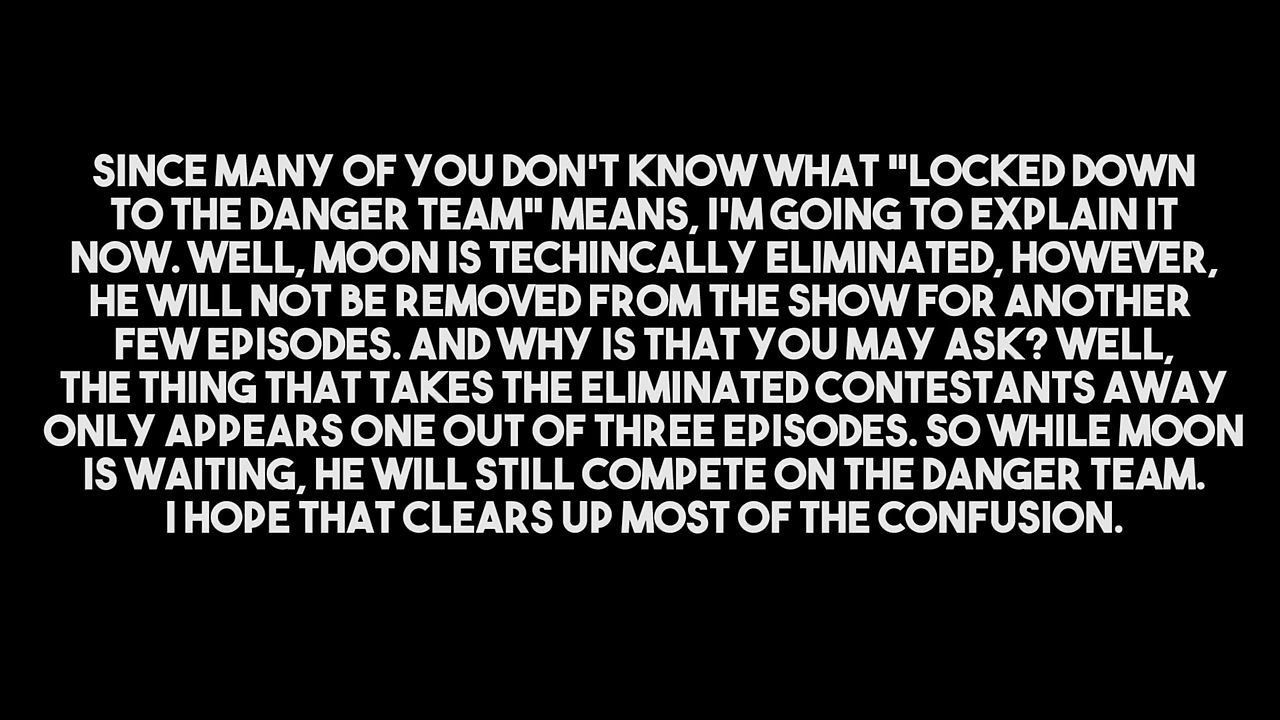 SINCE MANY OF YOU DON'T KNOW WHAT "LOCKED DOWN
TO THE DANGER TEAM" MEANS, I'M GOING TO EXPLAIN IT
NOW. WELL, MOON IS TECHINCALLY ELIMINATED, HOWEVER,
HE WILL NOT BE REMOVED FROM THE SHOW FOR ANOTHER
FEW EPISODES. AND WHY IS THAT YOU MAY ASK? WELL,
THE THING THAT TAKES THE ELIMINATED CONTESTANTS AWAY
ONLY APPEARS ONE OUT OF THREE EPISODES. SO WHILE MOON
IS WAITING, HE WILL STILL COMPETE ON THE DANGER TEAM.
I HOPE THAT CLEARS UP MOST OF THE CONFUSION.